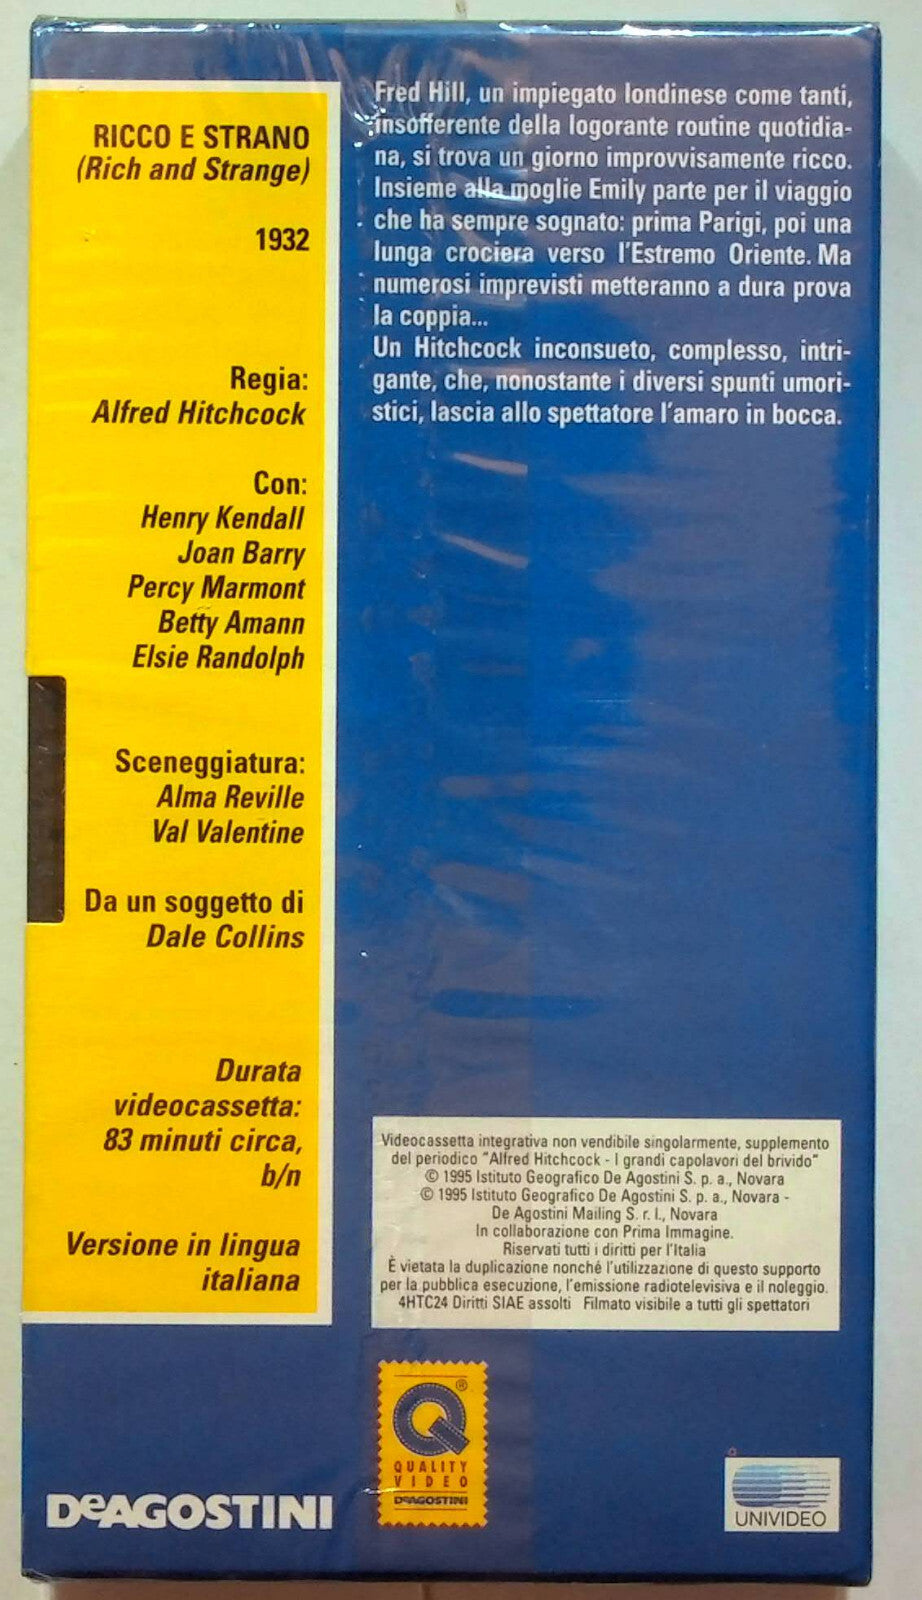 RICCO E STRANO
(Rich and Strange)
1932
Regia:
Alfred Hitchcock
Con:
Henry Kendall
Joan Barry
Percy Marmont
Betty Amann
Elsie Randolph
Sceneggiatura:
Alma Reville
Val Valentine
Da un soggetto di
Dale Collins
Durata
videocassetta:
83 minuti circa,
b/n
Versione in lingua
italiana
Fred Hill, un impiegato londinese come tanti,
insofferente della logorante routine quotidia-
na, si trova un giorno improvvisamente ricco.
Insieme alla moglie Emily parte per il viaggio
che ha sempre sognato: prima Parigi, poi una
lunga crociera verso l'Estremo Oriente. Ma
numerosi imprevisti metteranno a dura prova
la coppia...
Un Hitchcock inconsueto, complesso, intri-
gante, che, nonostante i diversi spunti umori-
stici, lascia allo spettatore l'amaro in bocca.
Videocassetta integrativa non vendibile singolarmente, supplemento
del periodico "Alfred Hitchcock - I grandi capolavori del brivido"
© 1995 Istituto Geografico De Agostini S. p. a., Novara
© 1995 Istituto Geografico De Agostini S. p. a., Novara -
De Agostini Mailing S. r. l., Novara
In collaborazione con Prima Immagine.
Riservati tutti i diritti per l'Italia
È vietata la duplicazione nonché l'utilizzazione di questo supporto
per la pubblica esecuzione, l'emissione radiotelevisiva e il noleggio.
4HTC24 Diritti SIAE assolti Filmato visibile a tutti gli spettatori
DeAGOSTINI
Q ®
QUALITY
VIDEO
DeAGOSTINI
UNIVIDEO